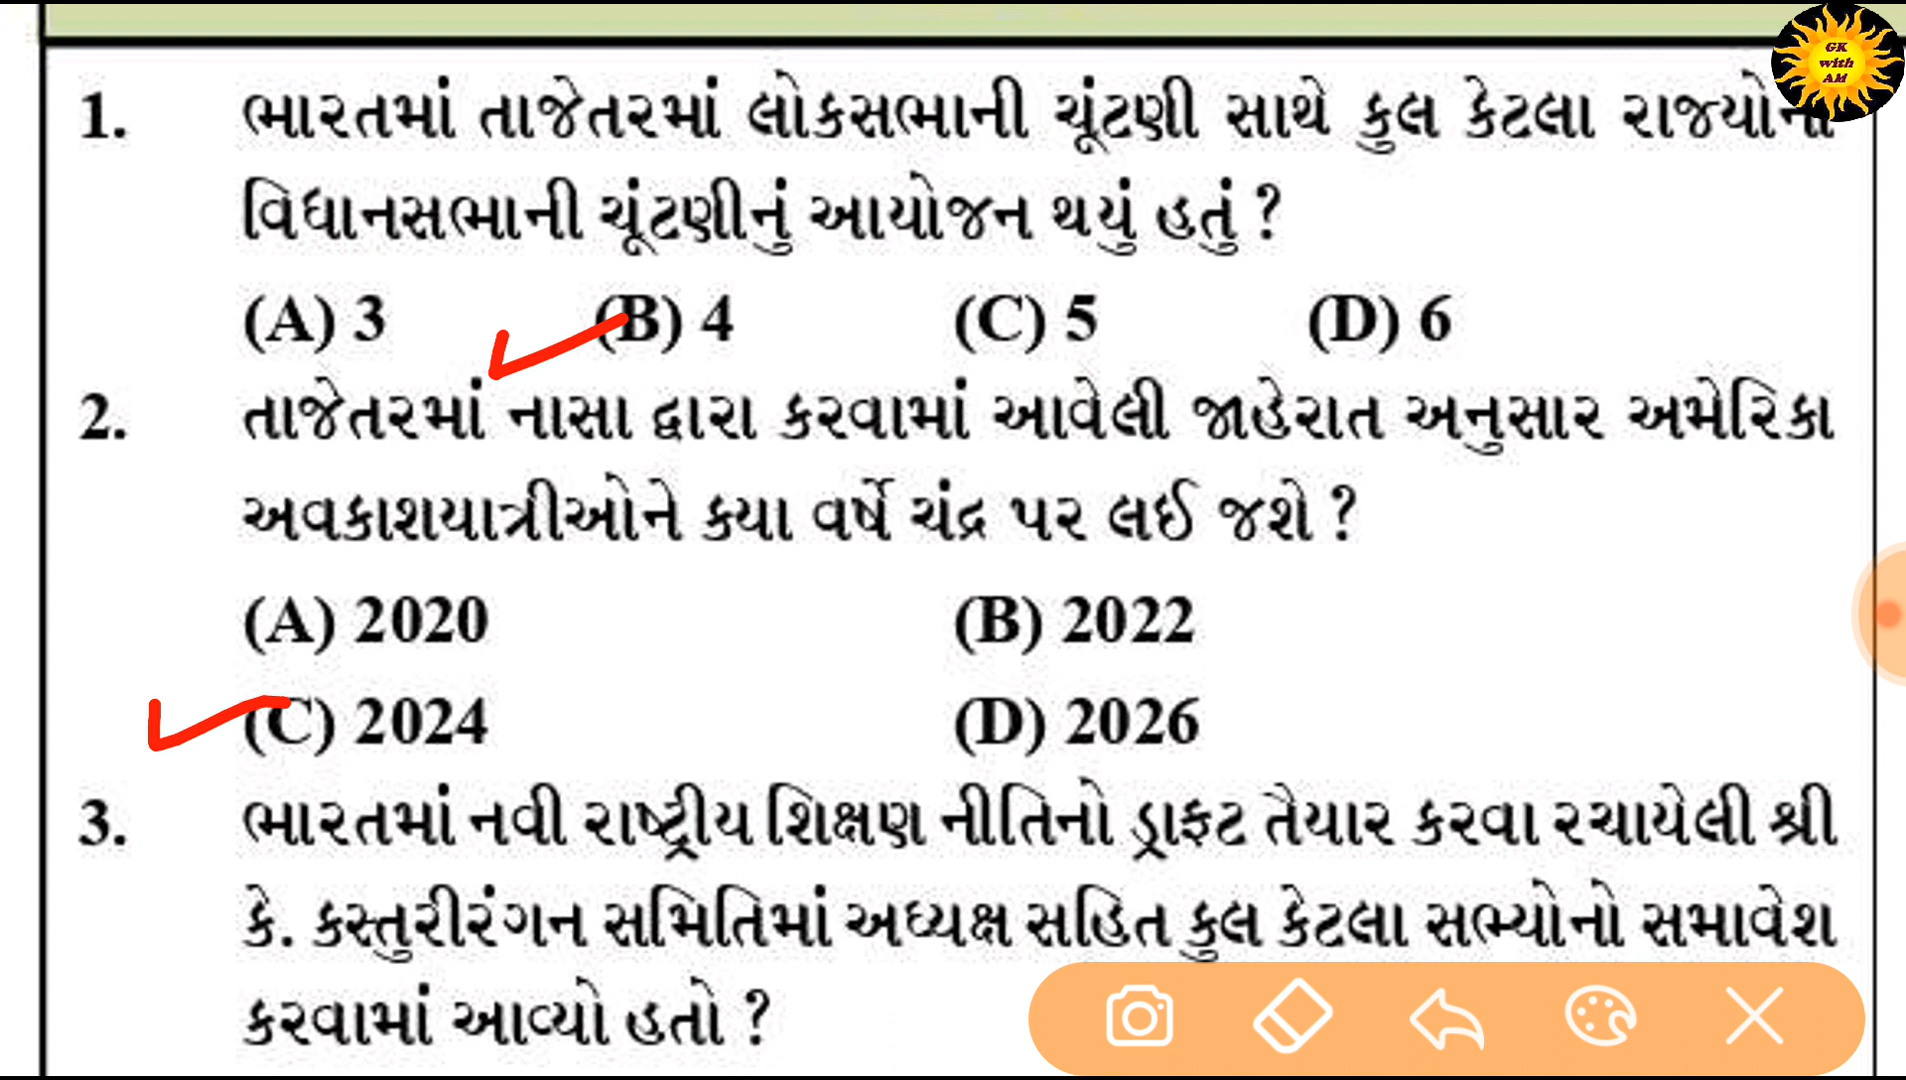 GK
with
AM
1. ભારતમાં તાજેતરમાં લોકસભાની ચૂંટણી સાથે કુલ કેટલા રાજ્યોના
વિધાનસભાની ચૂંટણીનું આયોજન થયું હતું ?
(A) 3 (B) 4 (C) 5 (D) 6
2. તાજેતરમાં નાસા દ્વારા કરવામાં આવેલી જાહેરાત અનુસાર અમેરિકા
અવકાશયાત્રીઓને કયા વર્ષે ચંદ્ર પર લઈ જશે ?
(A) 2020 (B) 2022
(C) 2024 (D) 2026
3. ભારતમાં નવી રાષ્ટ્રીય શિક્ષણ નીતિનો ડ્રાફ્ટ તૈયાર કરવા રચાયેલી શ્રી
કે. કસ્તુરીરંગન સમિતિમાં અધ્યક્ષ સહિત કુલ કેટલા સભ્યોનો સમાવેશ
કરવામાં આવ્યો હતો ?